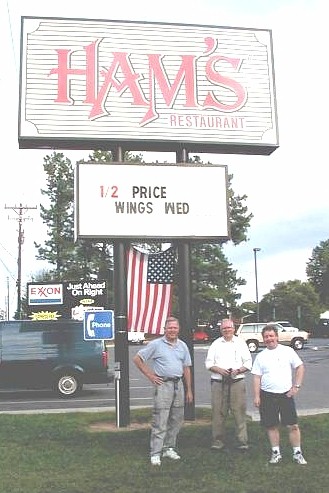 HAM'S
RESTAURANT
1/2 PRICE
WINGS WED
EXXON
Just Ahead
On Right
Phone